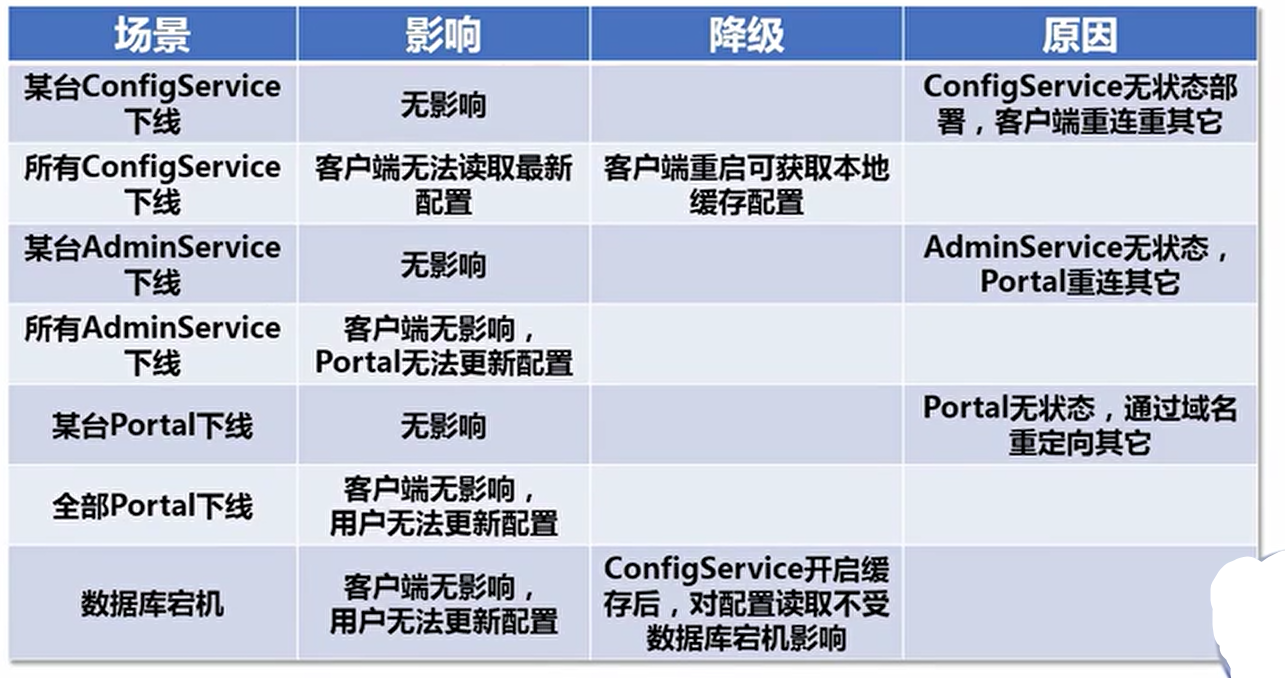 场景 影响 降级 原因
某台ConfigService
下线
无影响
ConfigService无状态部
署，客户端重连重其它
所有ConfigService
下线
客户端无法读取最新
配置
客户端重启可获取本地
缓存配置
某台AdminService
下线
无影响
AdminService无状态，
Portal重连其它
所有AdminService
下线
客户端无影响，
Portal无法更新配置
某台Portal下线
无影响
Portal无状态，通过域名
重定向其它
全部Portal下线
客户端无影响，
用户无法更新配置
数据库宕机
客户端无影响，
用户无法更新配置
ConfigService开启缓
存后，对配置读取不受
数据库宕机影响